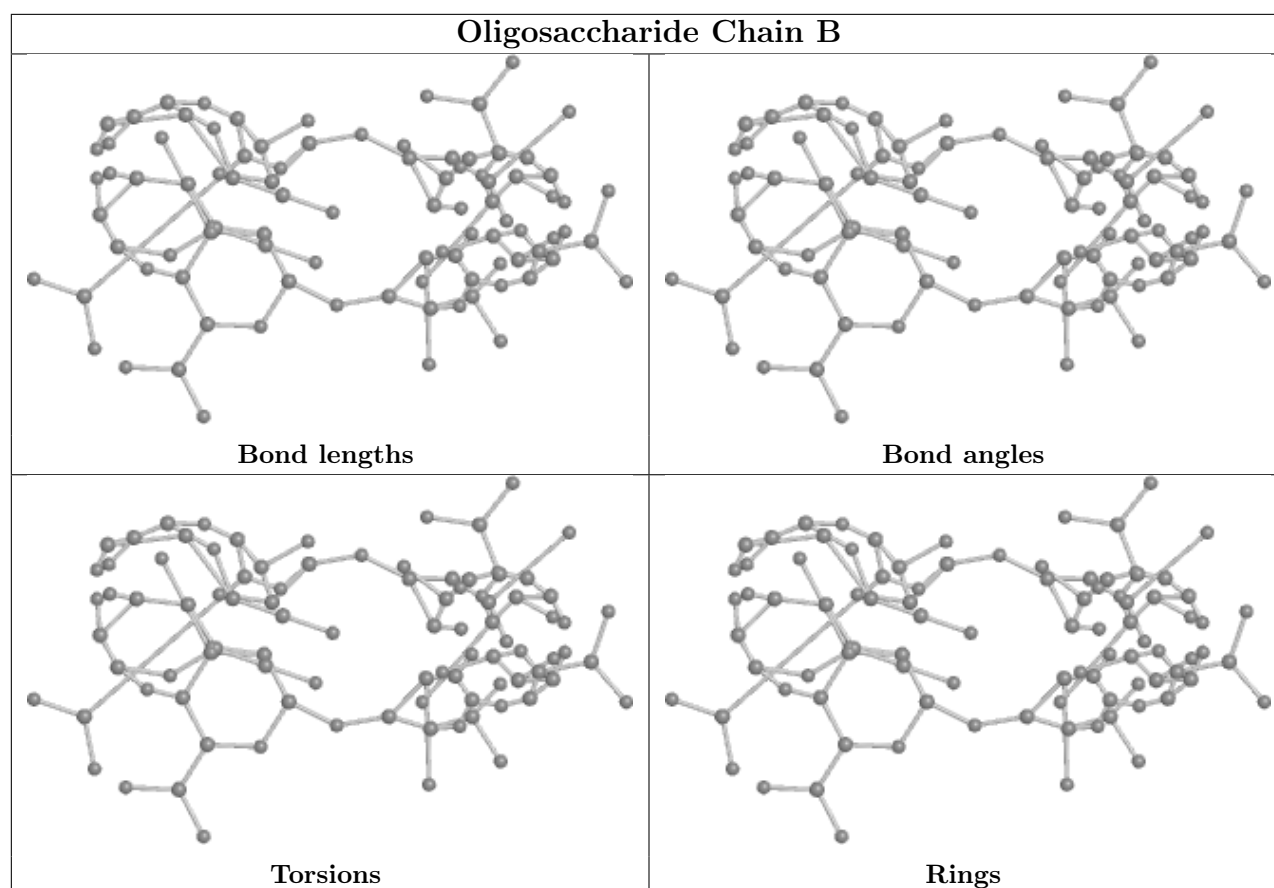 Oligosaccharide Chain B
Bond lengths
Bond angles
Torsions
Rings